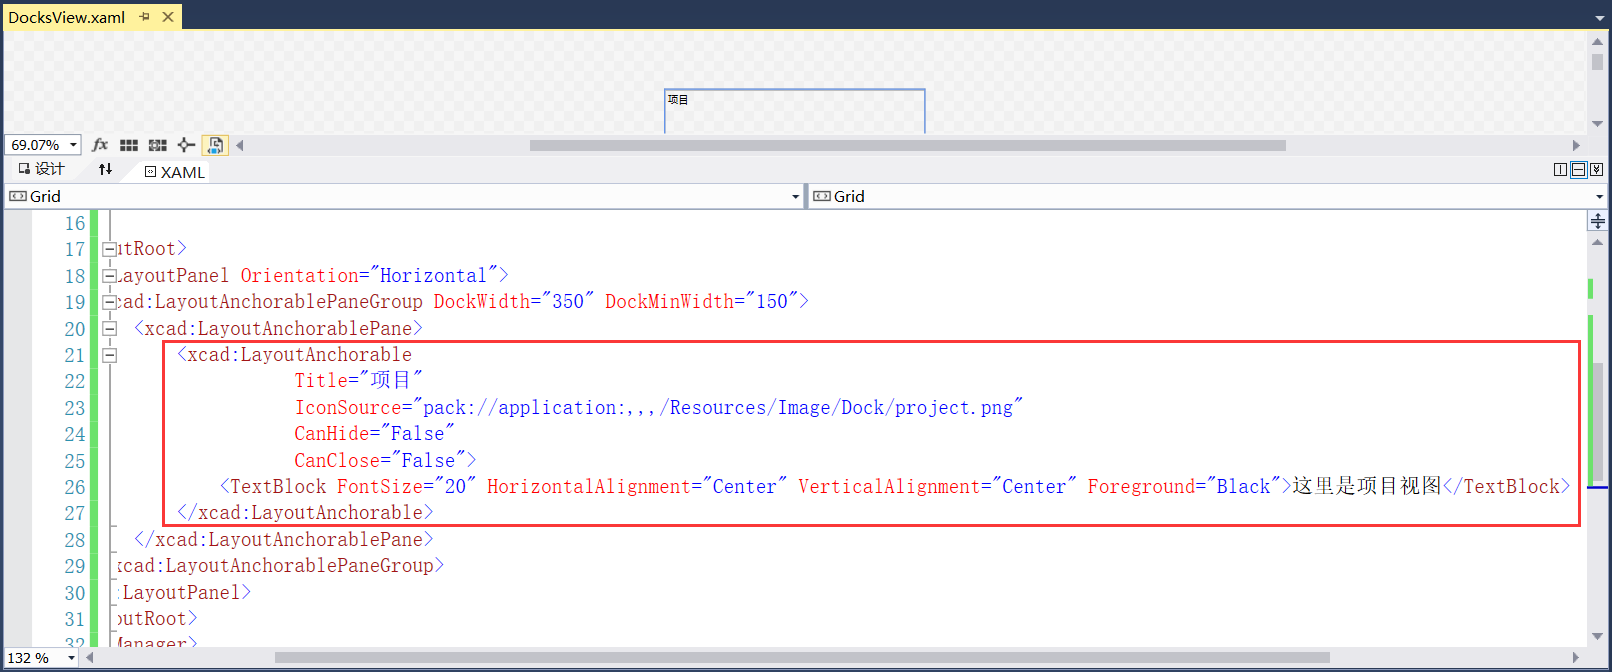 DocksView.xaml
项目
69.07%
fx
设计
XAML
Grid
Grid
16
17 utRoot>
18 LayoutPanel Orientation="Horizontal">
19 cad:LayoutAnchorablePaneGroup DockWidth="350" DockMinWidth="150">
20 <xcad:LayoutAnchorablePane>
21 <xcad:LayoutAnchorable
22 Title="项目"
23 IconSource="pack://application:,,,/Resources/Image/Dock/project.png"
24 CanHide="False"
25 CanClose="False">
26 <TextBlock FontSize="20" HorizontalAlignment="Center" VerticalAlignment="Center" Foreground="Black">这里是项目视图</TextBlock>
27 </xcad:LayoutAnchorable>
28 </xcad:LayoutAnchorablePane>
29 xcad:LayoutAnchorablePaneGroup>
30 :LayoutPanel>
31 outRoot>
32 Manager>
132 %